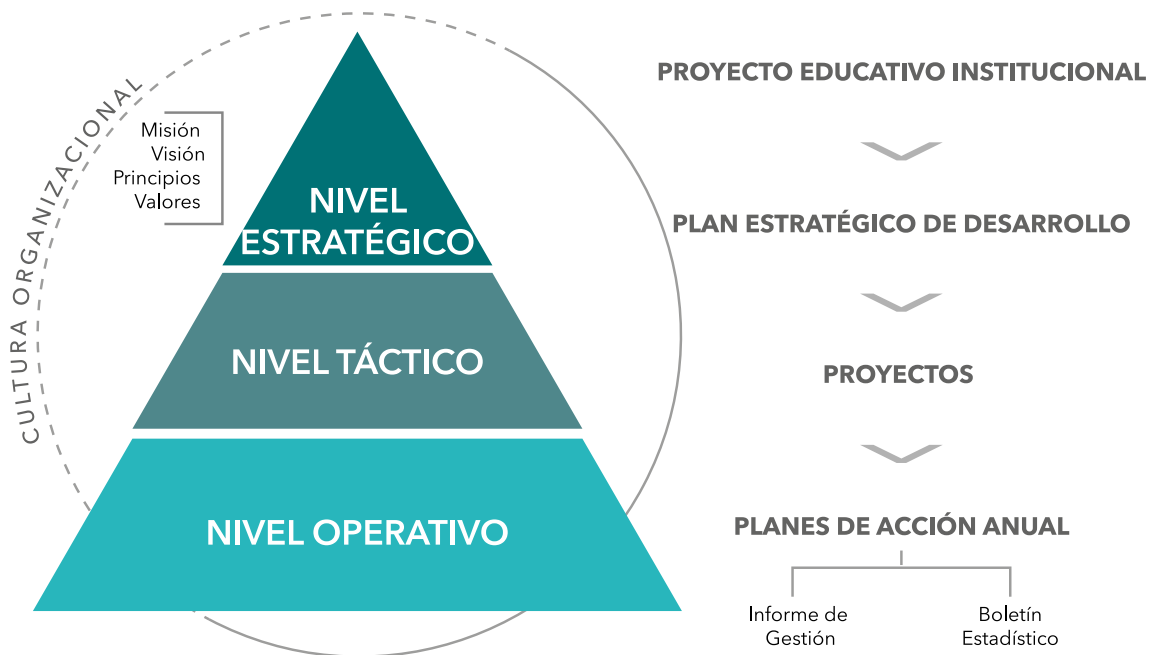 CULTURA ORGANIZACIONAL
Misión
Visión
Principios
Valores
NIVEL
ESTRATÉGICO
NIVEL TÁCTICO
NIVEL OPERATIVO
PROYECTO EDUCATIVO INSTITUCIONAL
PLAN ESTRATÉGICO DE DESARROLLO
PROYECTOS
PLANES DE ACCIÓN ANUAL
Informe de
Gestión
Boletín
Estadístico